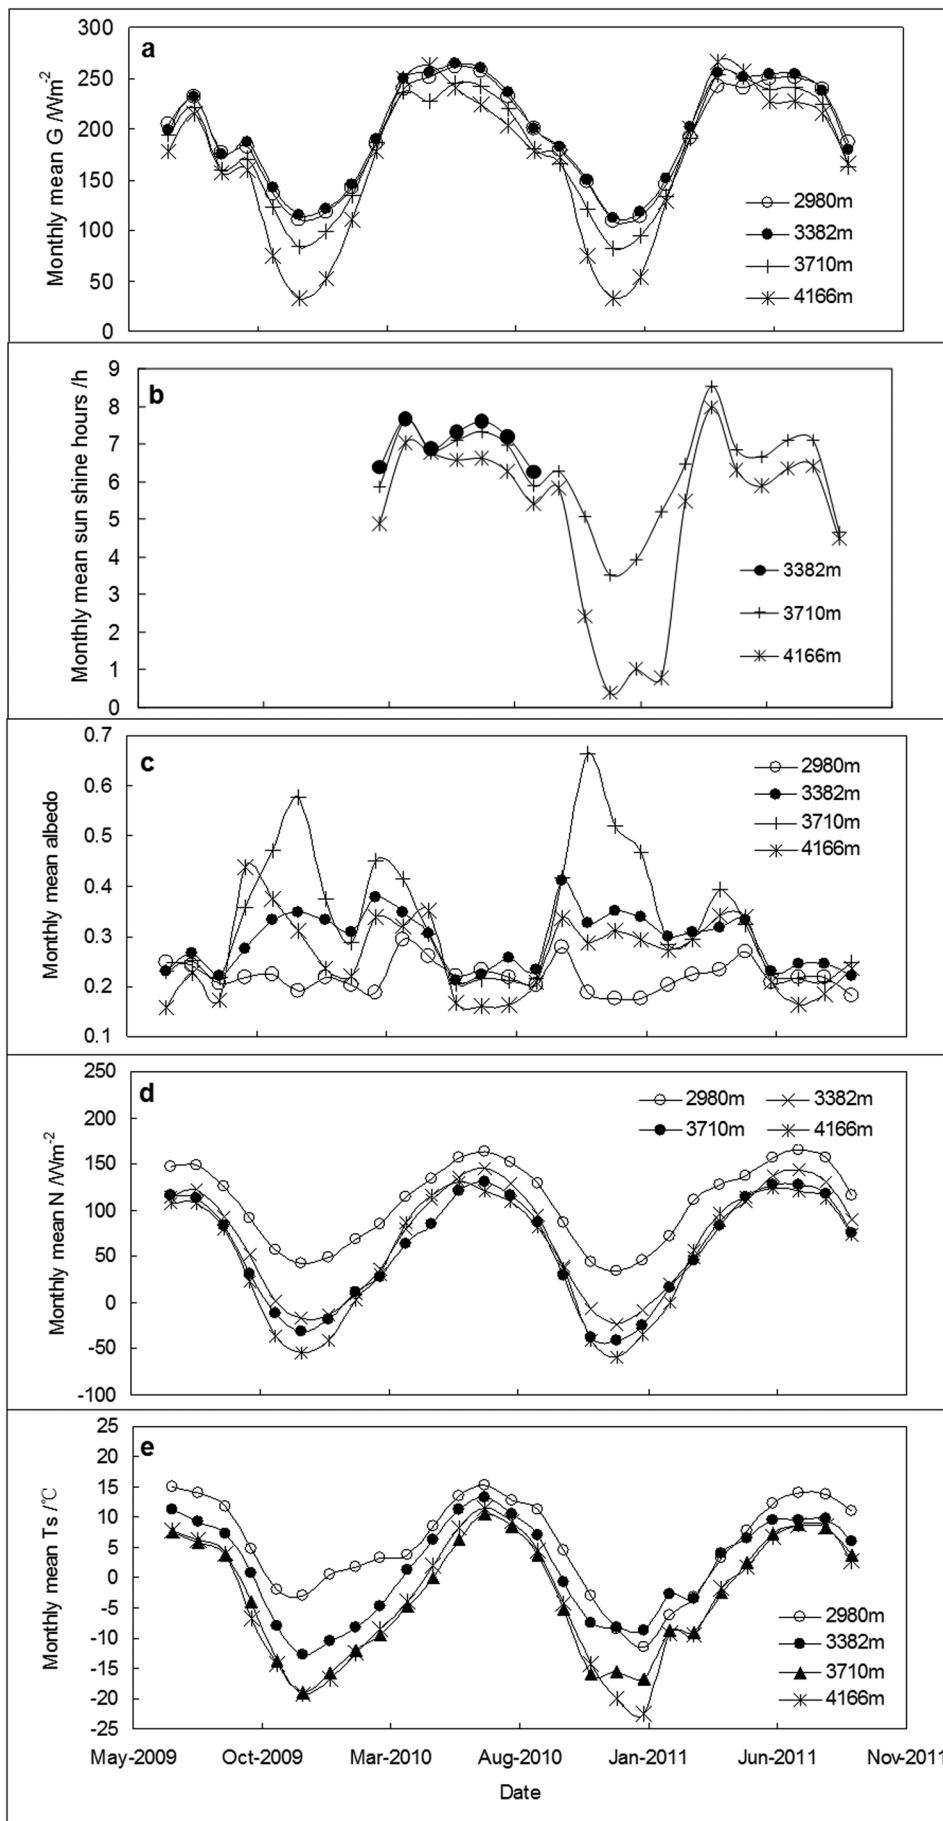 a
Monthly mean G /Wm-2
300
250
200
150
100
50
0
2980m
3382m
3710m
4166m
b
Monthly mean sun shine hours /h
9
8
7
6
5
4
3
2
1
0
3382m
3710m
4166m
c
Monthly mean albedo
0.7
0.6
0.5
0.4
0.3
0.2
0.1
2980m
3382m
3710m
4166m
d
Monthly mean N /Wm-2
250
200
150
100
50
0
-50
-100
2980m 3382m
3710m 4166m
e
Monthly mean Ts /℃
25
20
15
10
5
0
-5
-10
-15
-20
-25
2980m
3382m
3710m
4166m
May-2009 Oct-2009 Mar-2010 Aug-2010 Jan-2011 Jun-2011 Nov-2011
Date